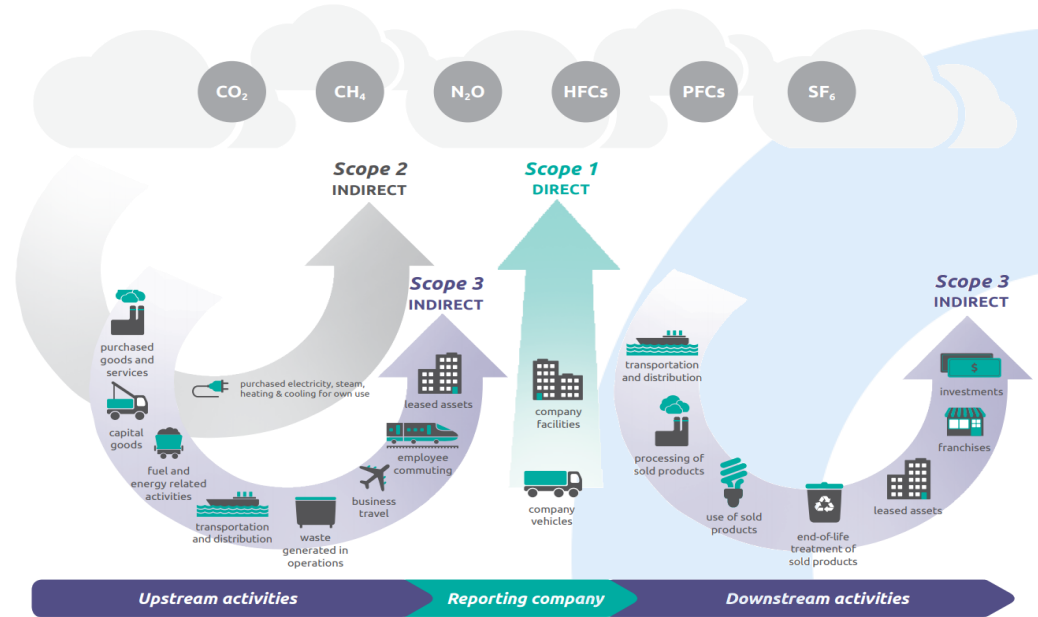 CO₂
CH₄
N₂O
HFCs
PFCs
SF₆
Scope 2
INDIRECT
Scope 1
DIRECT
Scope 3
INDIRECT
Scope 3
INDIRECT
purchased
goods and
services
capital
goods
fuel and
energy related
activities
transportation
and distribution
waste
generated in
operations
business
travel
employee
commuting
leased assets
purchased electricity, steam,
heating & cooling for own use
company
facilities
company
vehicles
transportation
and distribution
processing of
sold products
use of sold
products
end-of-life
treatment of
sold products
leased assets
franchises
$
investments
Upstream activities
Reporting company
Downstream activities